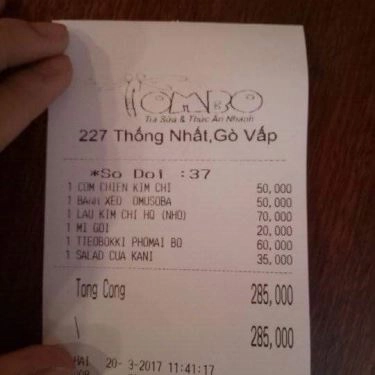 TOMBO
Trà Sữa & Thức Ăn Nhanh
227 Thống Nhất,Gò Vấp
*So Doi :37
1 COM CHIEN KIM CHI 50,000
1 BANH XEO OMUSOBA 50,000
1 LAU KIM CHI HQ (NHO) 70,000
1 MI GOI 20,000
1 TTEOBOKKI PHOMAI BO 60,000
1 SALAD CUA KANI 35,000
Tong Cong 285,000
\ 285,000
20- 3-2017 11:41:17